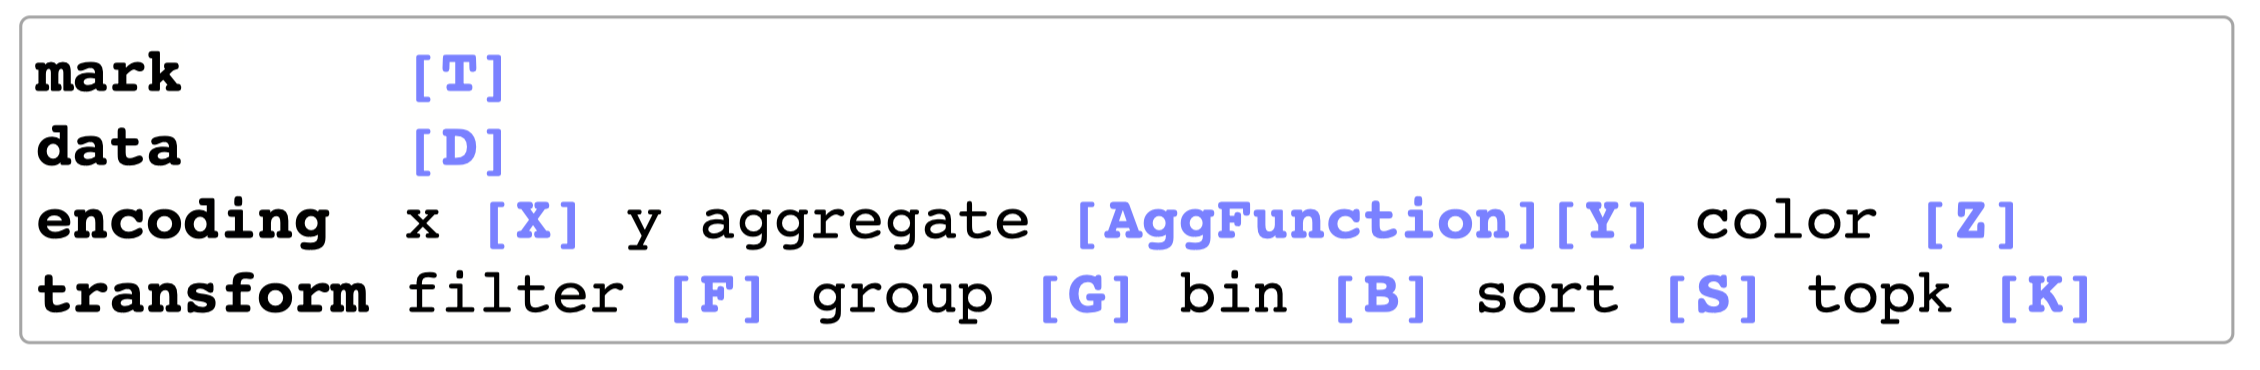 mark [T]
data [D]
encoding x [X] y aggregate [AggFunction][Y] color [Z]
transform filter [F] group [G] bin [B] sort [S] topk [K]